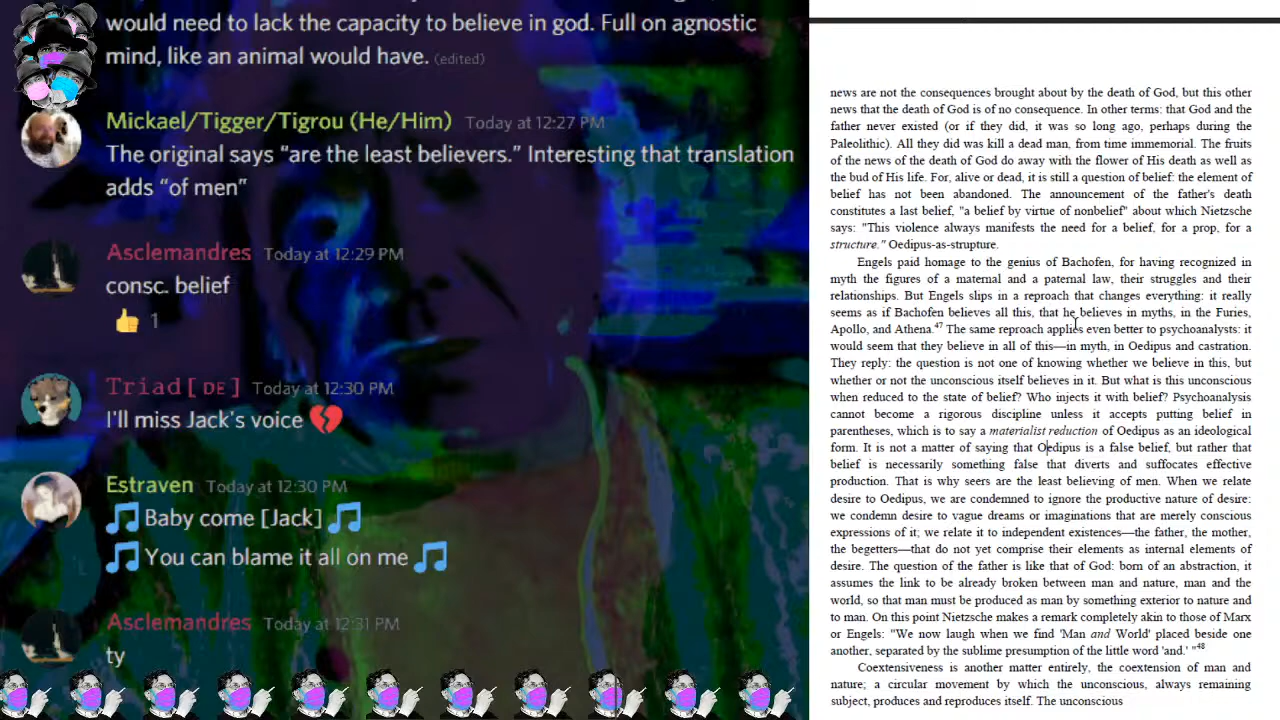 would need to lack the capacity to believe in god. Full on agnostic
mind, like an animal would have. (edited)
Mickael/Tigger/Tigrou (He/Him) Today at 12:27 PM
The original says “are the least believers.” Interesting that translation
adds “of men”
Asclemandres Today at 12:29 PM
consc. belief
👍 1
Triad[DE] Today at 12:30 PM
I'll miss Jack's voice 💔
Estraven Today at 12:30 PM
🎵 Baby come [Jack] 🎵
🎵 You can blame it all on me 🎵
Asclemandres Today at 12:31 PM
ty
news are not the consequences brought about by the death of God, but this other
news that the death of God is of no consequence. In other terms: that God and the
father never existed (or if they did, it was so long ago, perhaps during the
Paleolithic). All they did was kill a dead man, from time immemorial. The fruits
of the news of the death of God do away with the flower of His death as well as
the bud of His life. For, alive or dead, it is still a question of belief: the element of
belief has not been abandoned. The announcement of the father's death
constitutes a last belief, "a belief by virtue of nonbelief" about which Nietzsche
says: "This violence always manifests the need for a belief, for a prop, for a
structure." Oedipus-as-strupture.
Engels paid homage to the genius of Bachofen, for having recognized in
myth the figures of a maternal and a paternal law, their struggles and their
relationships. But Engels slips in a reproach that changes everything: it really
seems as if Bachofen believes all this, that he believes in myths, in the Furies,
Apollo, and Athena.47 The same reproach applies even better to psychoanalysts: it
would seem that they believe in all of this—in myth, in Oedipus and castration.
They reply: the question is not one of knowing whether we believe in this, but
whether or not the unconscious itself believes in it. But what is this unconscious
when reduced to the state of belief? Who injects it with belief? Psychoanalysis
cannot become a rigorous discipline unless it accepts putting belief in
parentheses, which is to say a materialist reduction of Oedipus as an ideological
form. It is not a matter of saying that Oedipus is a false belief, but rather that
belief is necessarily something false that diverts and suffocates effective
production. That is why seers are the least believing of men. When we relate
desire to Oedipus, we are condemned to ignore the productive nature of desire:
we condemn desire to vague dreams or imaginations that are merely conscious
expressions of it; we relate it to independent existences—the father, the mother,
the begetters—that do not yet comprise their elements as internal elements of
desire. The question of the father is like that of God: born of an abstraction, it
assumes the link to be already broken between man and nature, man and the
world, so that man must be produced as man by something exterior to nature and
to man. On this point Nietzsche makes a remark completely akin to those of Marx
or Engels: "We now laugh when we find 'Man and World' placed beside one
another, separated by the sublime presumption of the little word 'and.' "48
Coextensiveness is another matter entirely, the coextension of man and
nature; a circular movement by which the unconscious, always remaining
subject, produces and reproduces itself. The unconscious